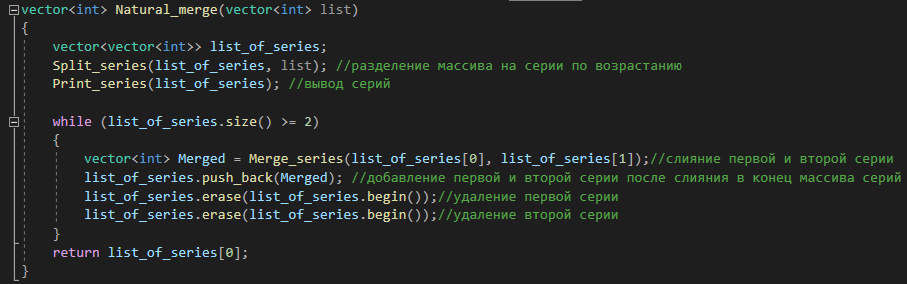 vector<int> Natural_merge(vector<int> list)
{
vector<vector<int>> list_of_series;
Split_series(list_of_series, list); //разделение массива на серии по возрастанию
Print_series(list_of_series); //вывод серий
while (list_of_series.size() >= 2)
{
vector<int> Merged = Merge_series(list_of_series[0], list_of_series[1]);//слияние первой и второй серии
list_of_series.push_back(Merged); //добавление первой и второй серии после слияния в конец массива серий
list_of_series.erase(list_of_series.begin());//удаление первой серии
list_of_series.erase(list_of_series.begin());//удаление второй серии
}
return list_of_series[0];
}